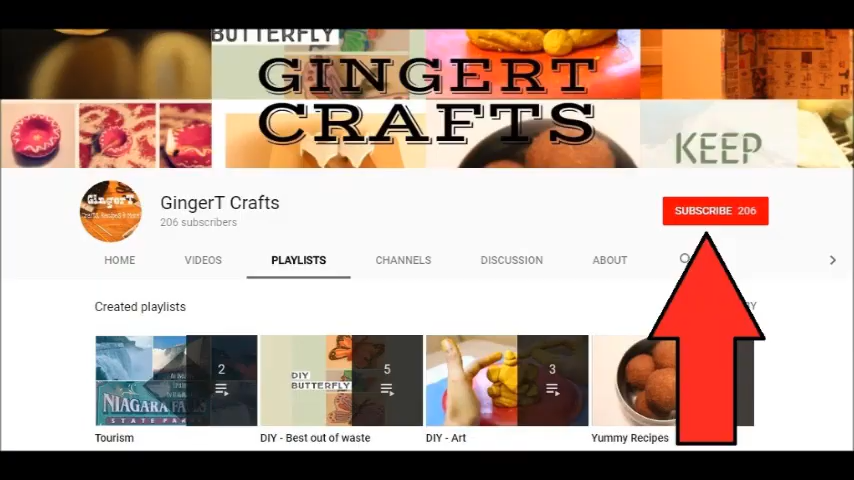 BUTTERFLY
GINGERT
CRAFTS
KEEP
GingerT
GingerT Crafts
206 subscribers
SUBSCRIBE 206
HOME VIDEOS PLAYLISTS CHANNELS DISCUSSION ABOUT
Created playlists
2
5
3
DIY
BUTTERFLY
NIAGARA FALLS
STATE PARK
Tourism
DIY - Best out of waste
DIY - Art
Yummy Recipes